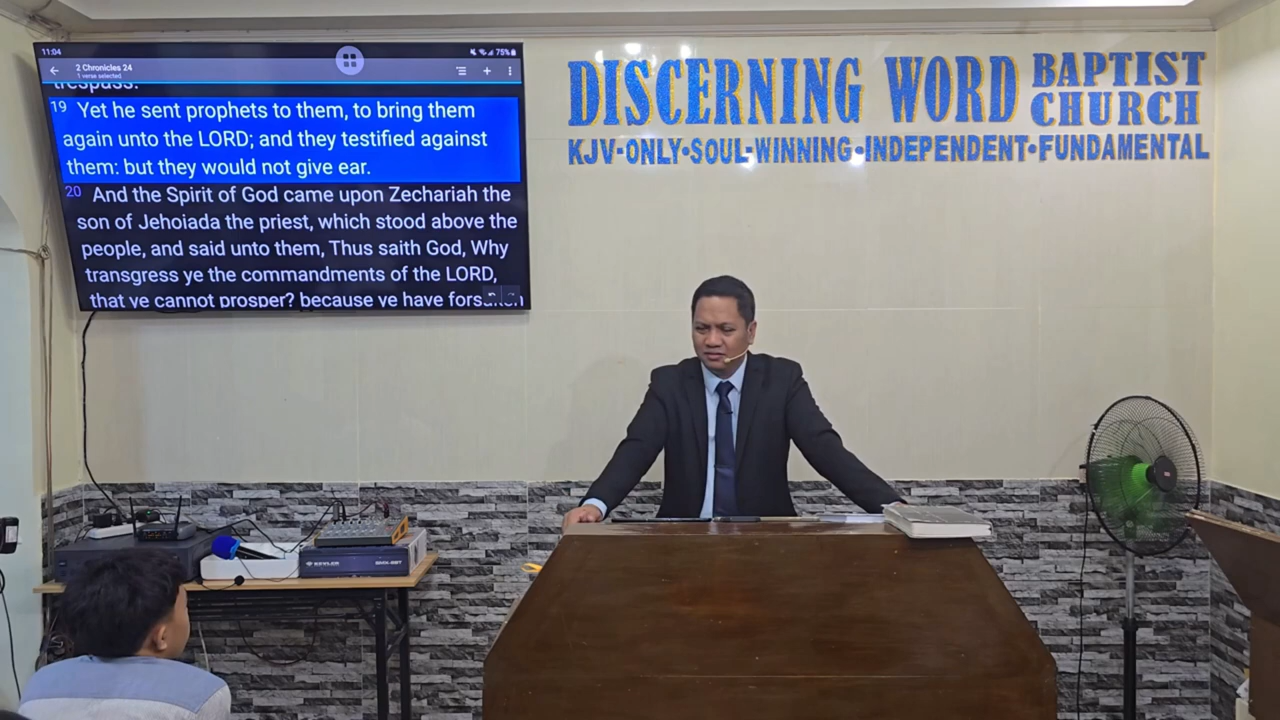 11:04
75%
2 Chronicles 24
1 verse selected
trespass.
19 Yet he sent prophets to them, to bring them
again unto the LORD; and they testified against
them: but they would not give ear.
20 And the Spirit of God came upon Zechariah the
son of Jehoiada the priest, which stood above the
people, and said unto them, Thus saith God, Why
transgress ye the commandments of the LORD,
that ye cannot prosper? because ye have forsaken
DISCERNING WORD BAPTIST
CHURCH
KJV-ONLY•SOUL-WINNING•INDEPENDENT•FUNDAMENTAL